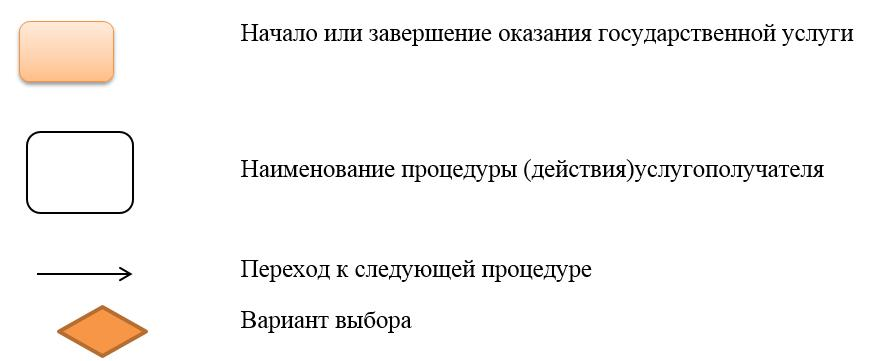 Начало или завершение оказания государственной услуги
Наименование процедуры (действия)услугополучателя
Переход к следующей процедуре
Вариант выбора